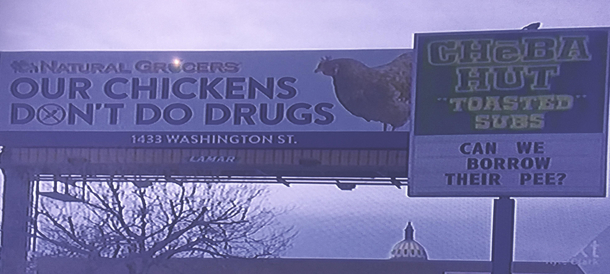 NATURAL GROCERS
OUR CHICKENS
DON'T DO DRUGS
1433 WASHINGTON ST.
LAMAR
CHEBA
HUT
"TOASTED"
SUBS
CAN WE
BORROW
THEIR PEE?